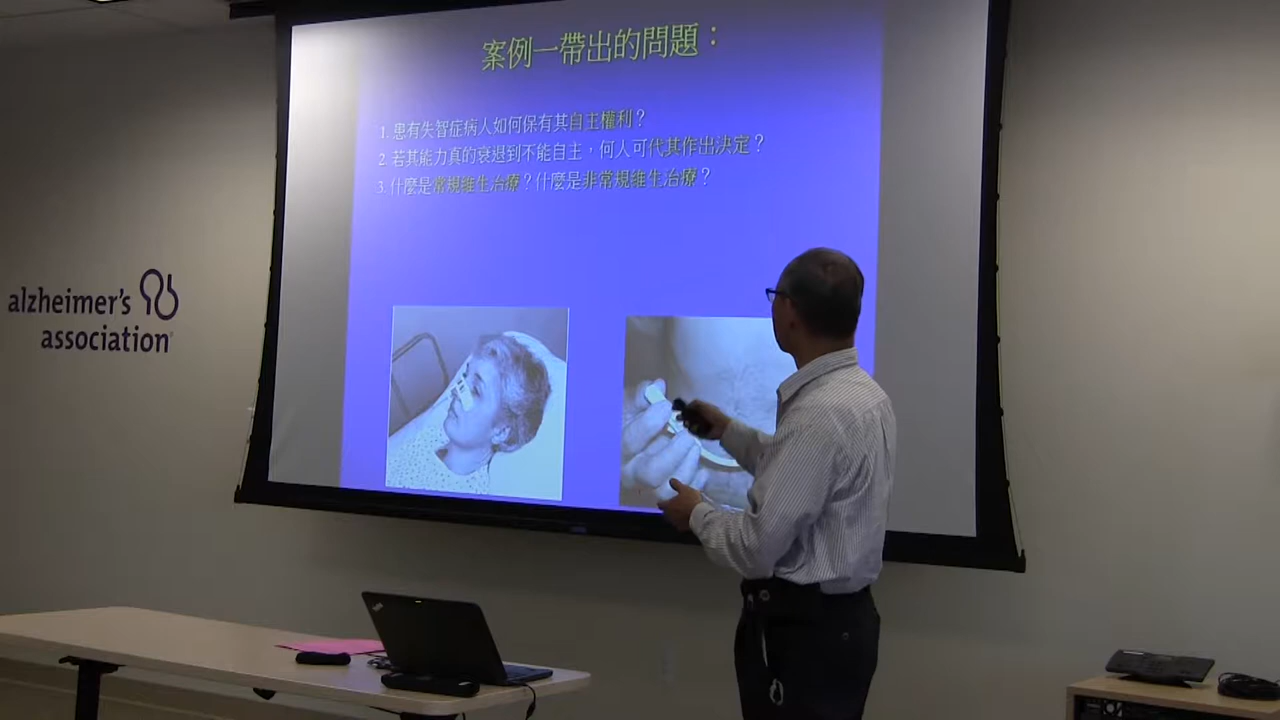 案例一帶出的問題：
1. 患有失智症病人如何保有其自主權利？
2. 若其能力真的衰退到不能自主，何人可代其作出決定？
3. 什麼是常規維生治療？什麼是非常規維生治療？
alzheimer's
association